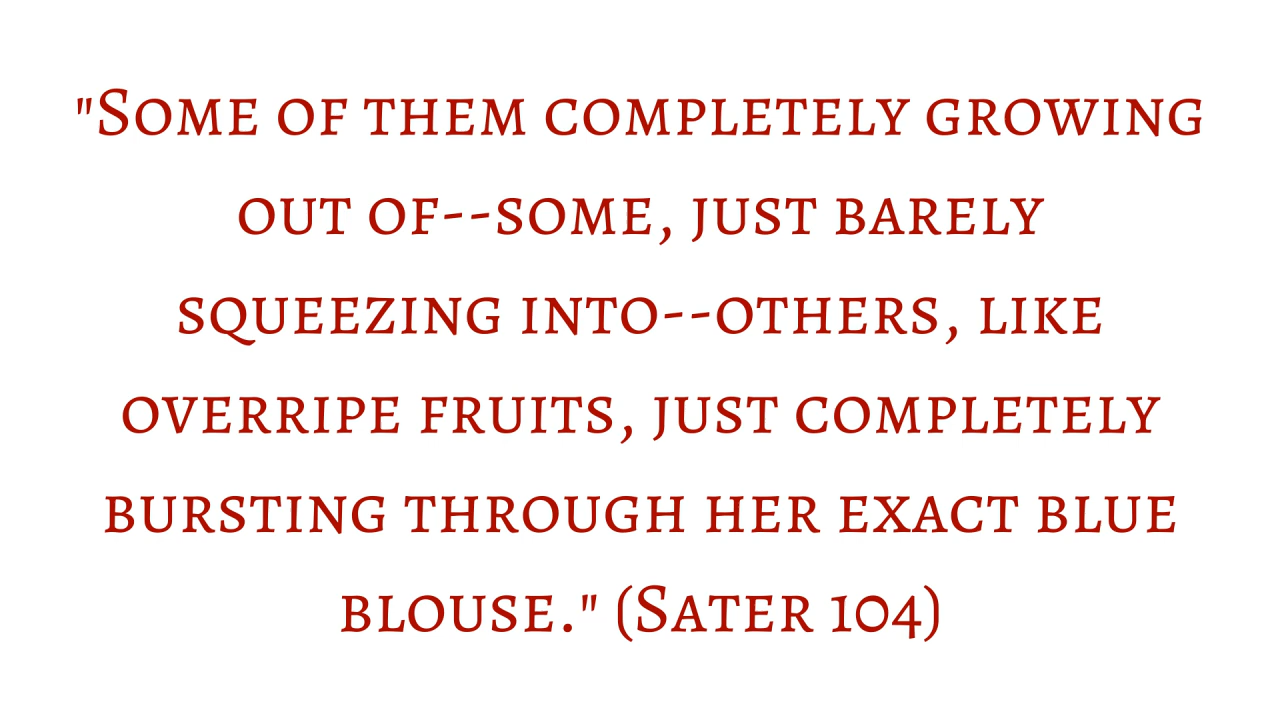 "Some of them completely growing
out of--some, just barely
squeezing into--others, like
overripe fruits, just completely
bursting through her exact blue
blouse." (Sater 104)